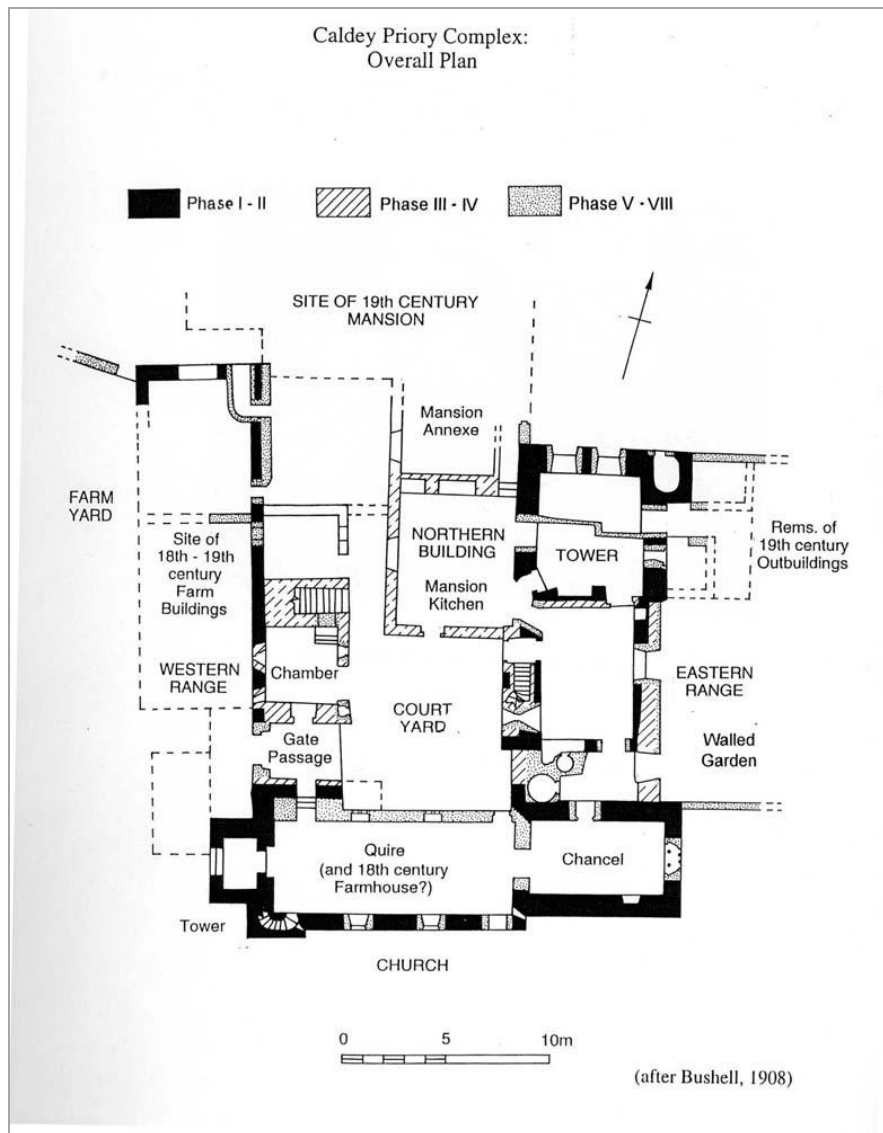 Caldey Priory Complex:
Overall Plan
Phase I - II
Phase III - IV
Phase V - VIII
SITE OF 19th CENTURY
MANSION
Mansion
Annexe
FARM
YARD
Site of
18th - 19th
century
Farm
Buildings
NORTHERN
BUILDING
Mansion
Kitchen
TOWER
Rems. of
19th century
Outbuildings
WESTERN
RANGE
Chamber
COURT
YARD
EASTERN
RANGE
Gate
Passage
Walled
Garden
Quire
(and 18th century
Farmhouse?)
Chancel
Tower
CHURCH
0 5 10m
(after Bushell, 1908)